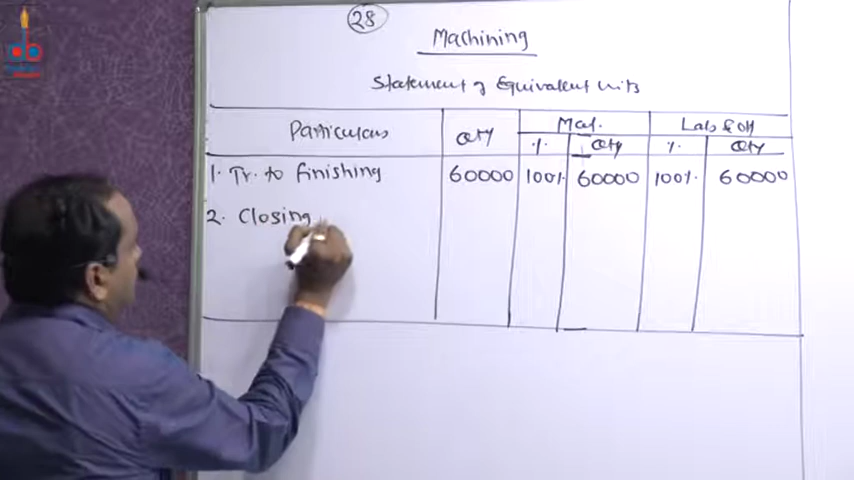 28
Machining
Statement of Equivalent units
Particulars Qty Mat. Lab & OH
% Qty % Qty
1. Tr. to finishing 60000 100% 60000 100% 60000
2. Closing